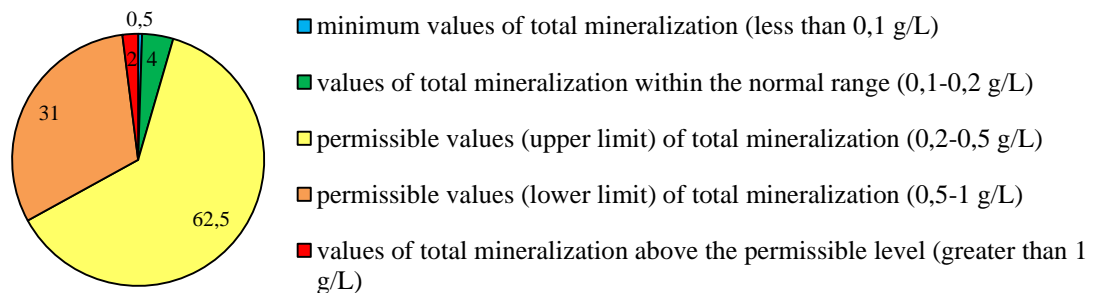 0,5
2
4
31
62,5
minimum values of total mineralization (less than 0,1 g/L)
values of total mineralization within the normal range (0,1-0,2 g/L)
permissible values (upper limit) of total mineralization (0,2-0,5 g/L)
permissible values (lower limit) of total mineralization (0,5-1 g/L)
values of total mineralization above the permissible level (greater than 1
g/L)